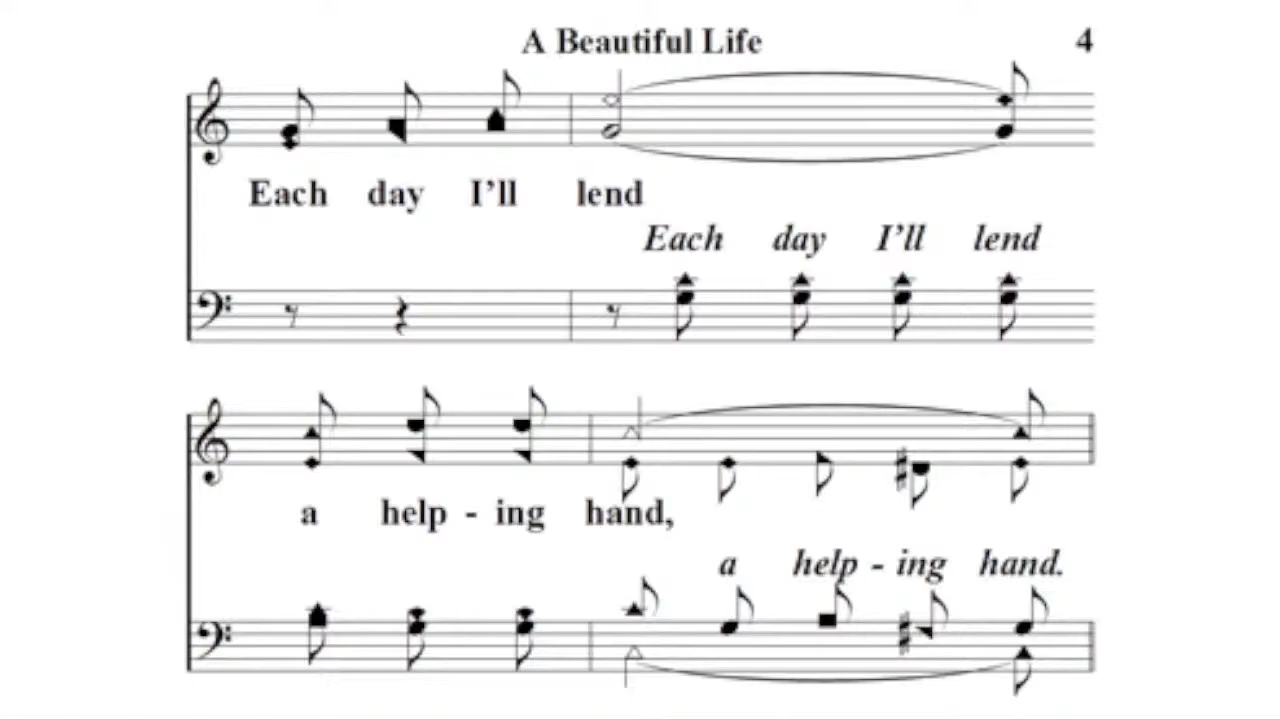 A Beautiful Life 4
Each day I’ll lend
Each day I’ll lend
a help - ing hand,
a help - ing hand.